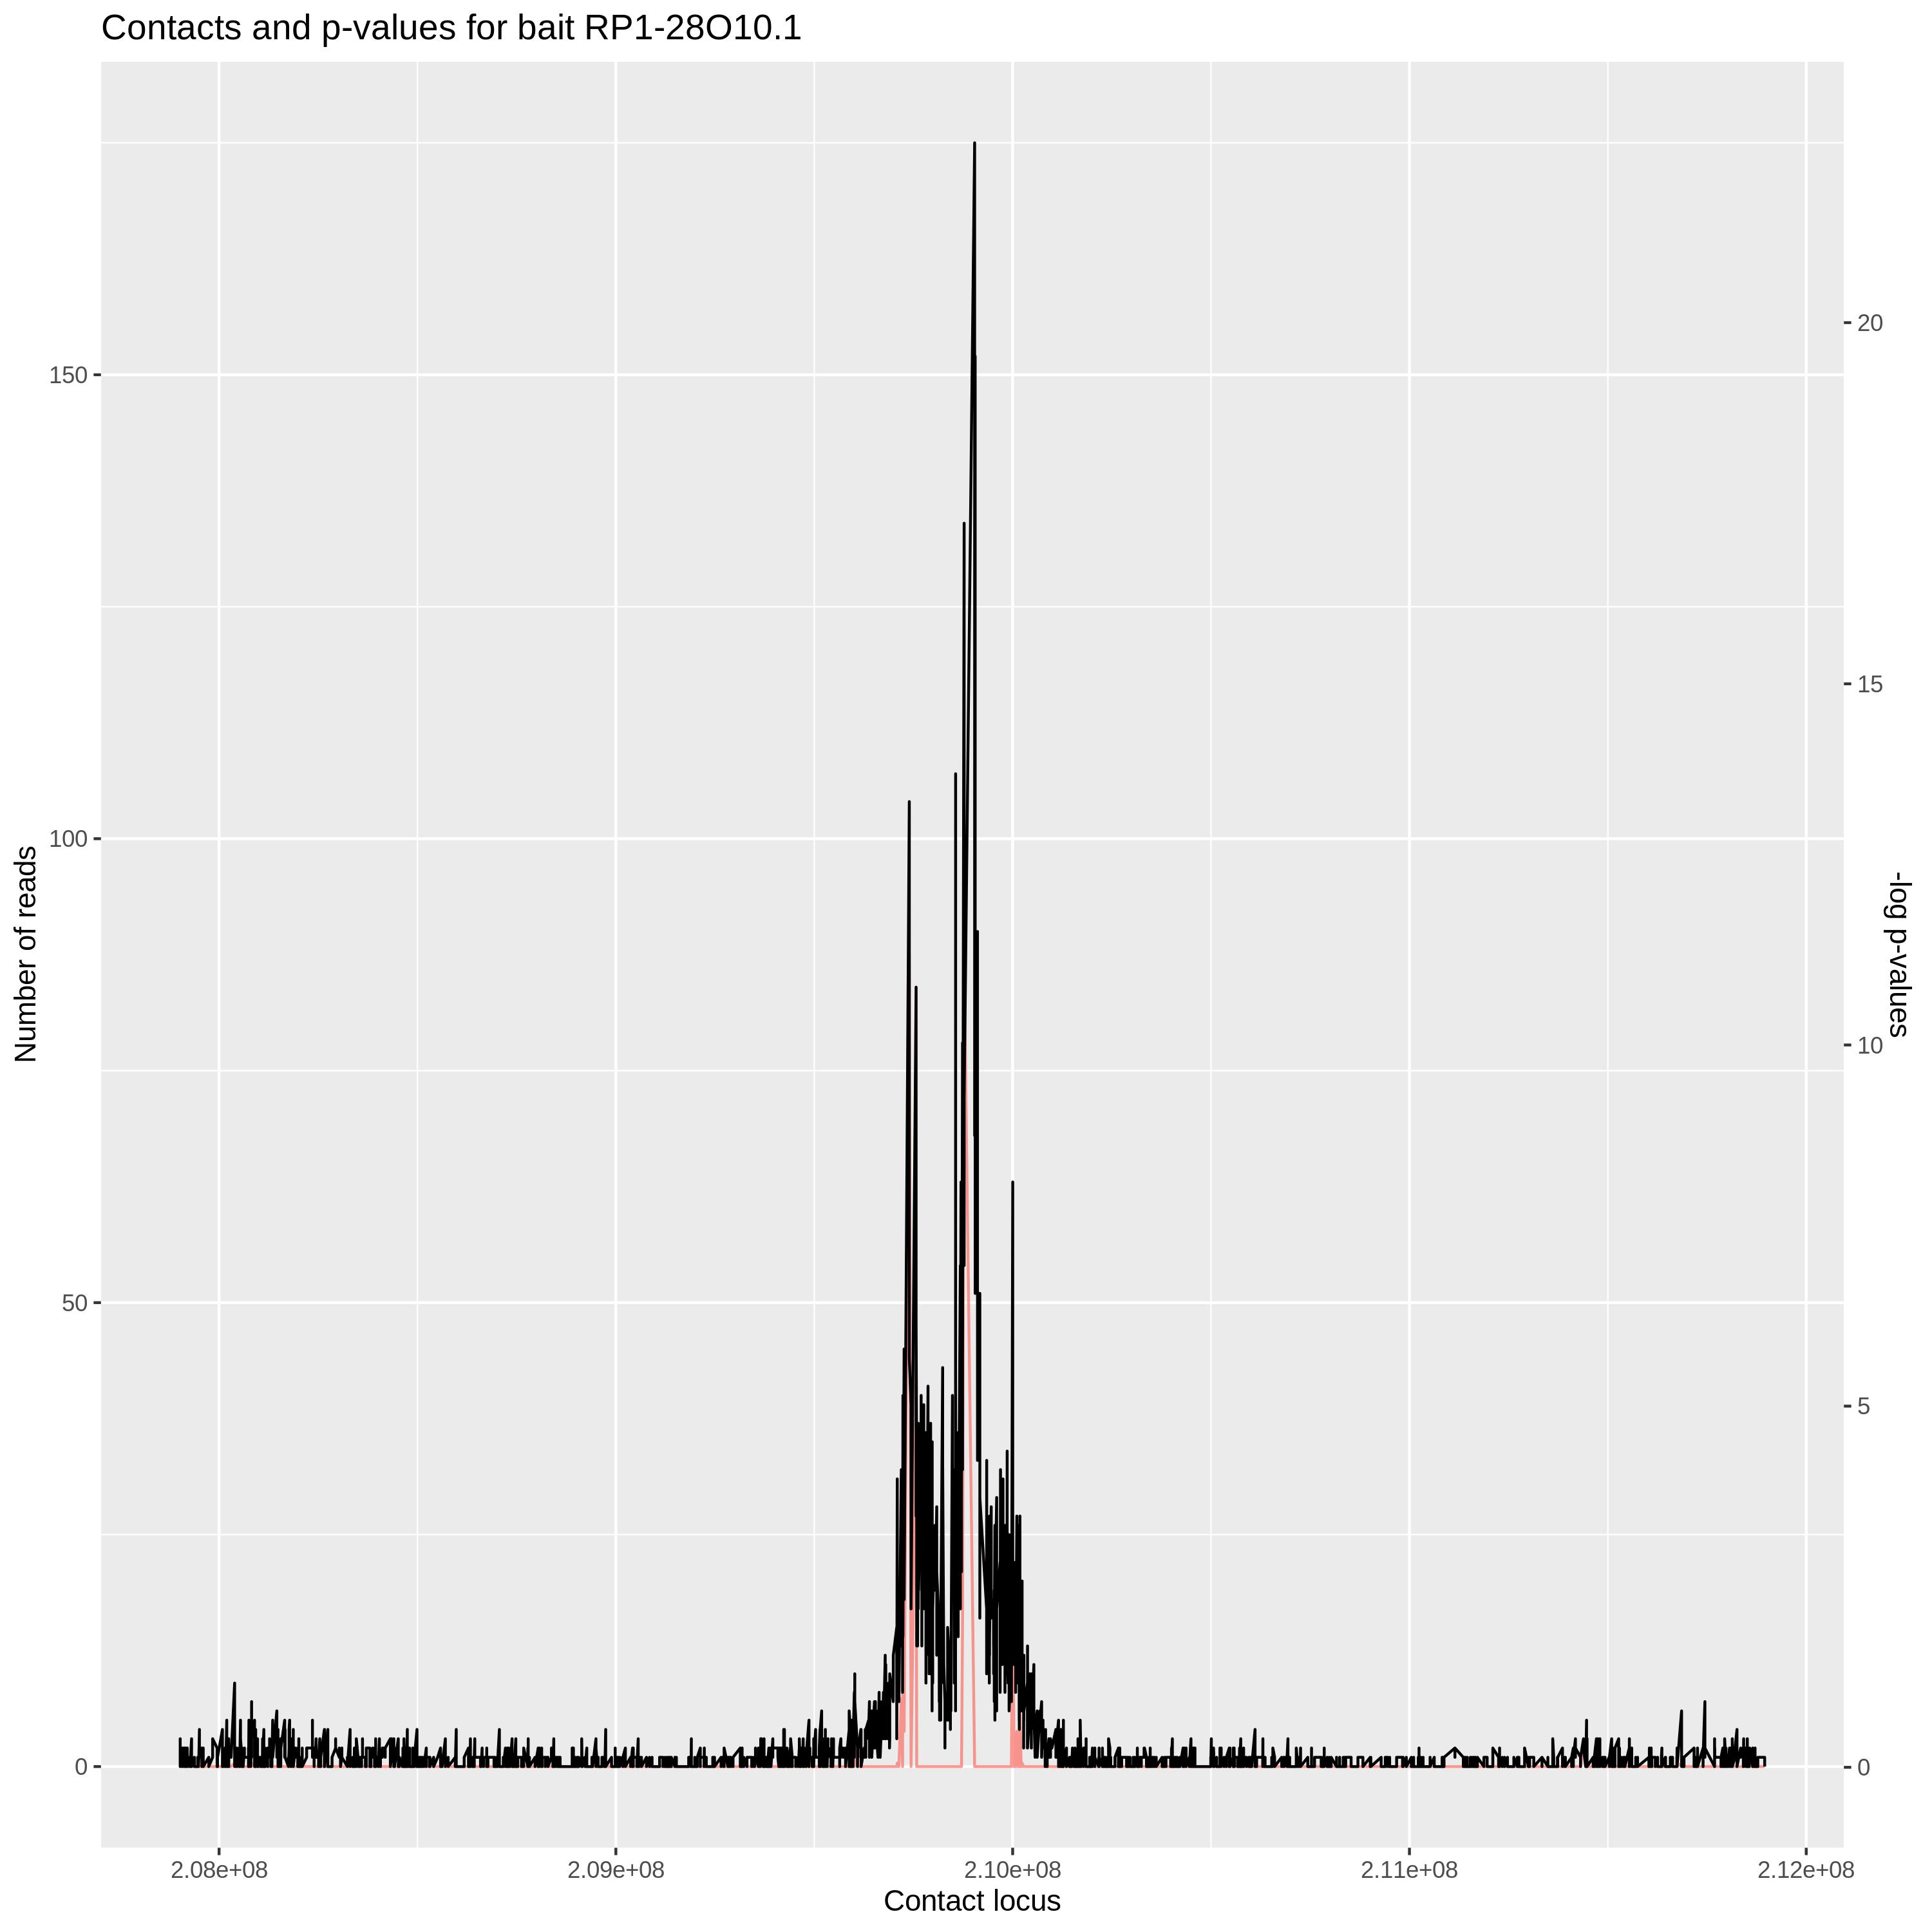 Contacts and p-values for bait RP1-28O10.1
150
100
50
0
Number of reads
20
15
10
5
0
-log p-values
2.08e+08
2.09e+08
2.10e+08
2.11e+08
2.12e+08
Contact locus